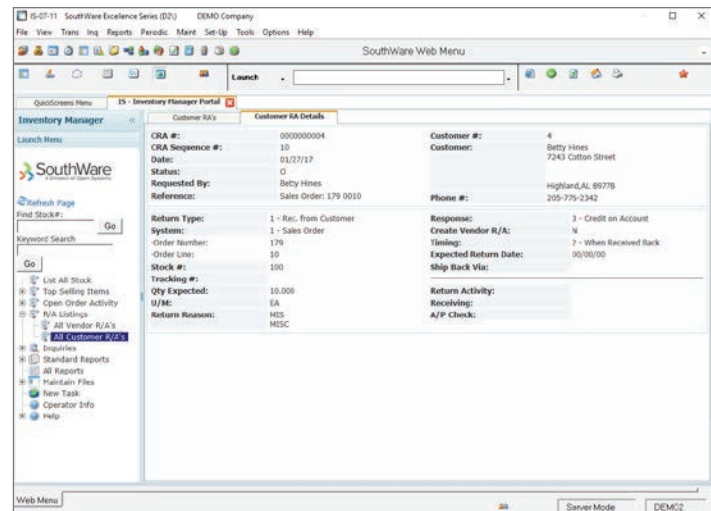 IS-07-11 SouthWare Excellence Series (D2\) DEMO Company
File View Trans Inq Reports Periodic Maint Set-Up Tools Options Help
SouthWare Web Menu
Launch
QuickScreens Menu IS - Inventory Manager Portal
Inventory Manager «
Customer RA's Customer RA Details
Launch Menu
SouthWare
A Division of Open Systems
Refresh Page
Find Stock#:
Go
Keyword Search
Go
List All Stock
Top Selling Items
Open Order Activity
R/A Listings
All Vendor R/A's
All Customer R/A's
Inquiries
Standard Reports
All Reports
Maintain Files
New Task
Operator Info
Help
CRA #: 0000000004 Customer #: 4
CRA Sequence #: 10 Customer: Betty Hines
Date: 01/27/17 7243 Cotton Street
Status: O
Requested By: Betty Hines Highland,AL 89778
Reference: Sales Order: 179 0010 Phone #: 205-775-2342
Return Type: 1 - Rec. from Customer Response: 3 - Credit on Account
System: 1 - Sales Order Create Vendor R/A: N
-Order Number: 179 Timing: 2 - When Received Back
-Order Line: 10 Expected Return Date: 00/00/00
Stock #: 100 Ship Back Via:
Tracking #:
Qty Expected: 10.000 Return Activity:
U/M: EA Receiving:
Return Reason: MIS A/P Check:
MISC
Web Menu Server Mode DEMO2